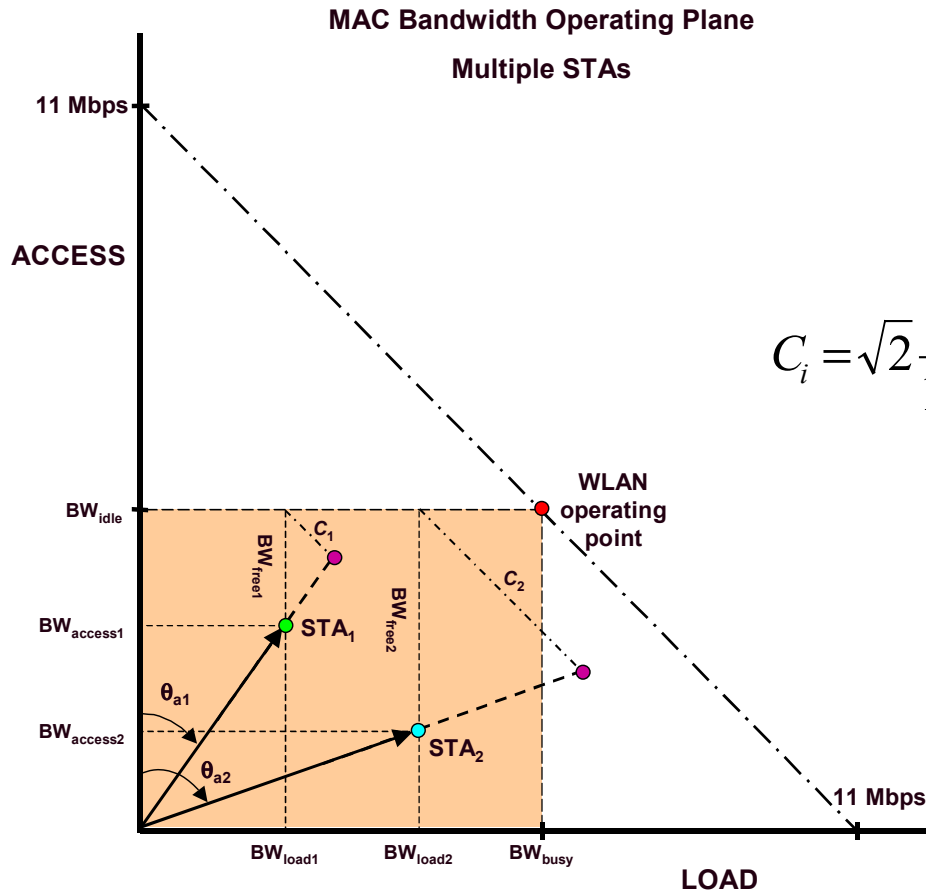 MAC Bandwidth Operating Plane
Multiple STAs
11 Mbps
ACCESS
C_i = √2
WLAN
operating
point
BW_idle
C_1
BW_free1
C_2
BW_free2
BW_access1
STA_1
θ_a1
BW_access2
STA_2
θ_a2
11 Mbps
BW_load1
BW_load2
BW_busy
LOAD